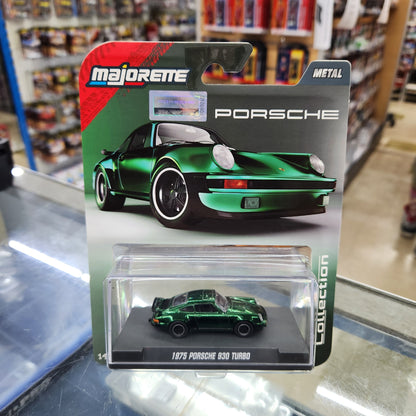 majorette
METAL
PORSCHE
Collection
1975 PORSCHE 930 TURBO